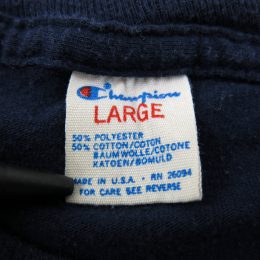 Champion
LARGE
50% POLYESTER
50% COTTON/COTON
BAUMWOLLE/COTONE
KATOEN/BOMULD
MADE IN U.S.A. • RN 26094
FOR CARE SEE REVERSE